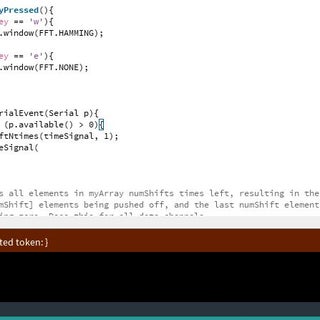 yPressed(){
ey == 'w'){
.window(FFT.HAMMING);
ey == 'e'){
.window(FFT.NONE);
rialEvent(Serial p){
(p.available() > 0){
ftNtimes(timeSignal, 1);
eSignal(
s all elements in myArray numShifts times left, resulting in the
mShift] elements being pushed off, and the last numShift element
ted token: }